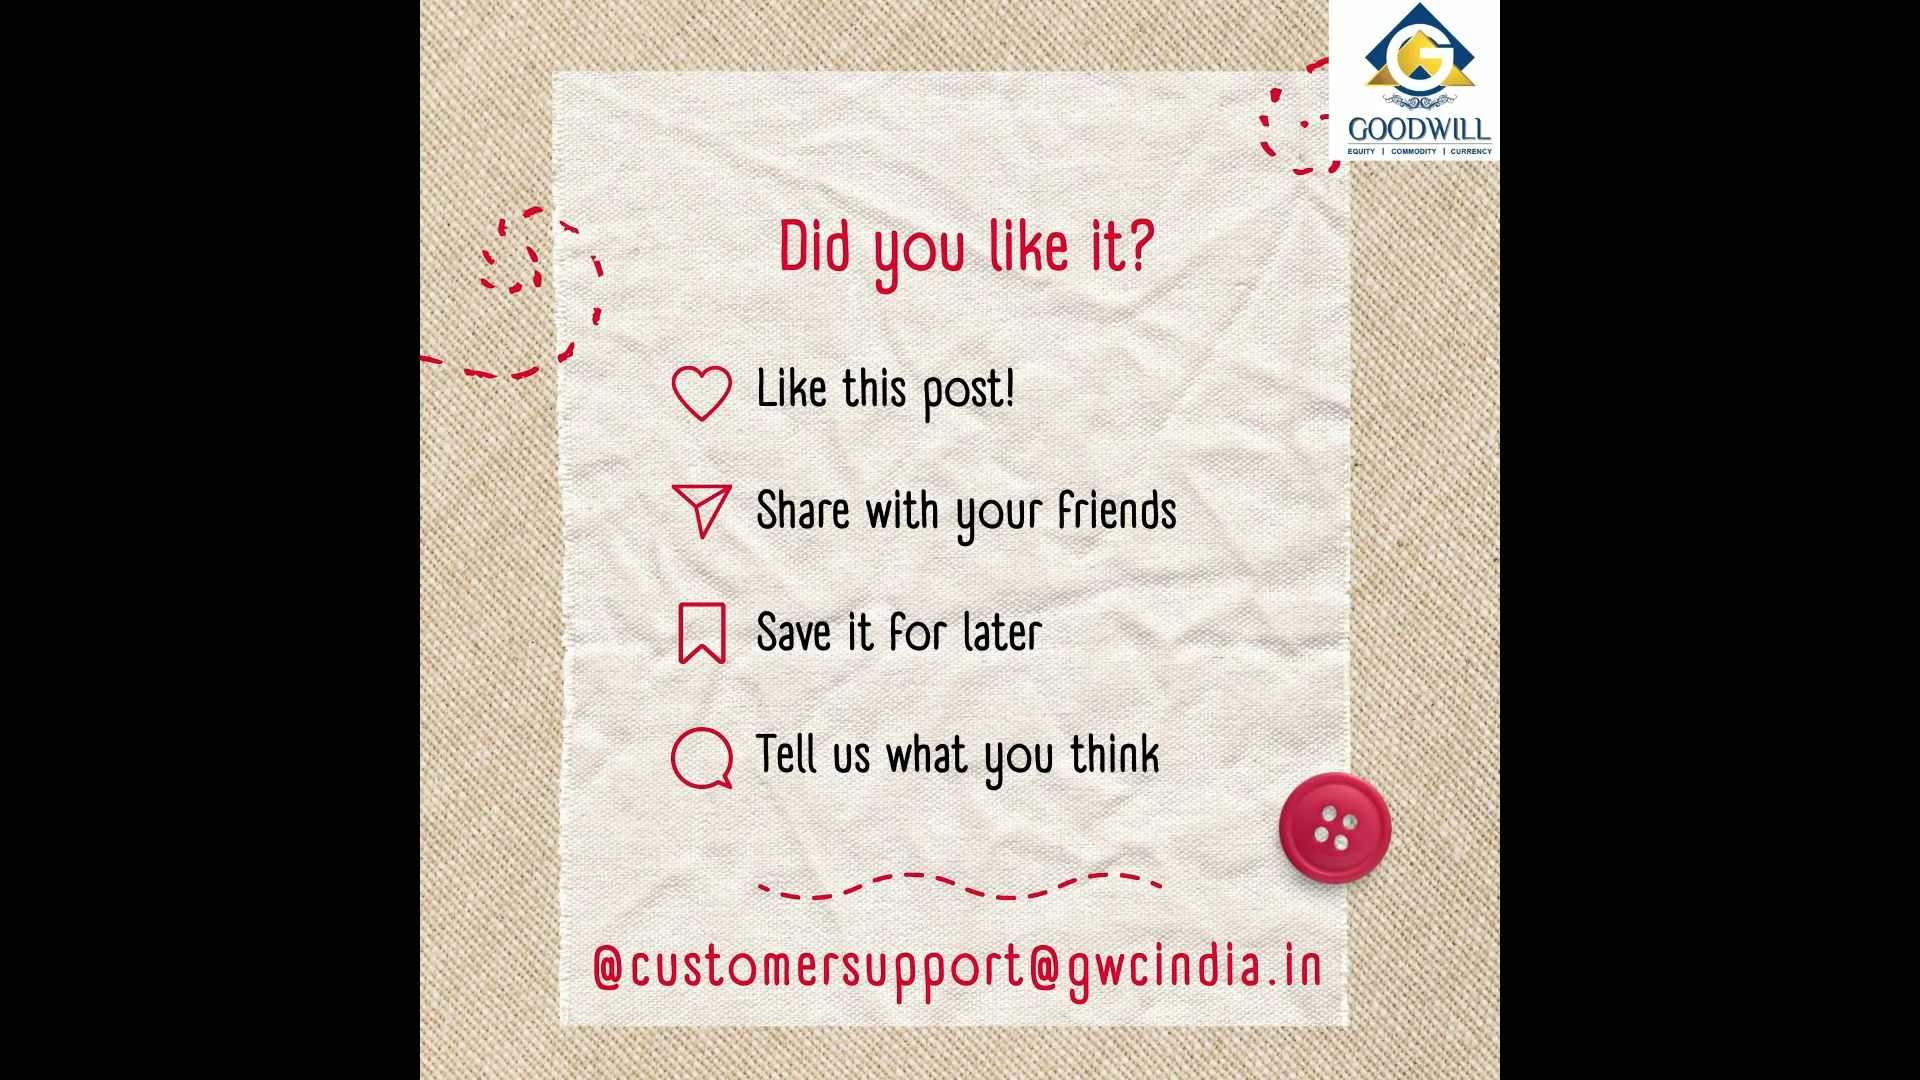 GOODWILL
EQUITY | COMMODITY | CURRENCY
Did you like it?
Like this post!
Share with your friends
Save it for later
Tell us what you think
@customersupport@gwcindia.in